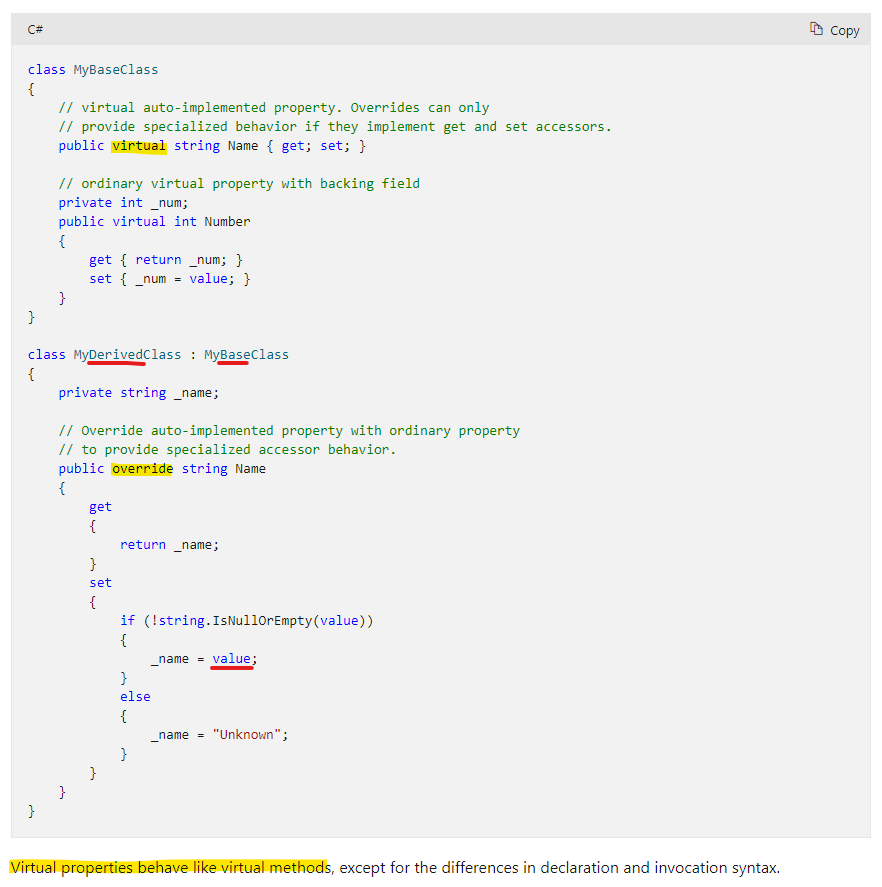 C#
Copy
class MyBaseClass
{
    // virtual auto-implemented property. Overrides can only
    // provide specialized behavior if they implement get and set accessors.
    public virtual string Name { get; set; }

    // ordinary virtual property with backing field
    private int _num;
    public virtual int Number
    {
        get { return _num; }
        set { _num = value; }
    }
}

class MyDerivedClass : MyBaseClass
{
    private string _name;

    // Override auto-implemented property with ordinary property
    // to provide specialized accessor behavior.
    public override string Name
    {
        get
        {
            return _name;
        }
        set
        {
            if (!string.IsNullOrEmpty(value))
            {
                _name = value;
            }
            else
            {
                _name = "Unknown";
            }
        }
    }
}
Virtual properties behave like virtual methods, except for the differences in declaration and invocation syntax.